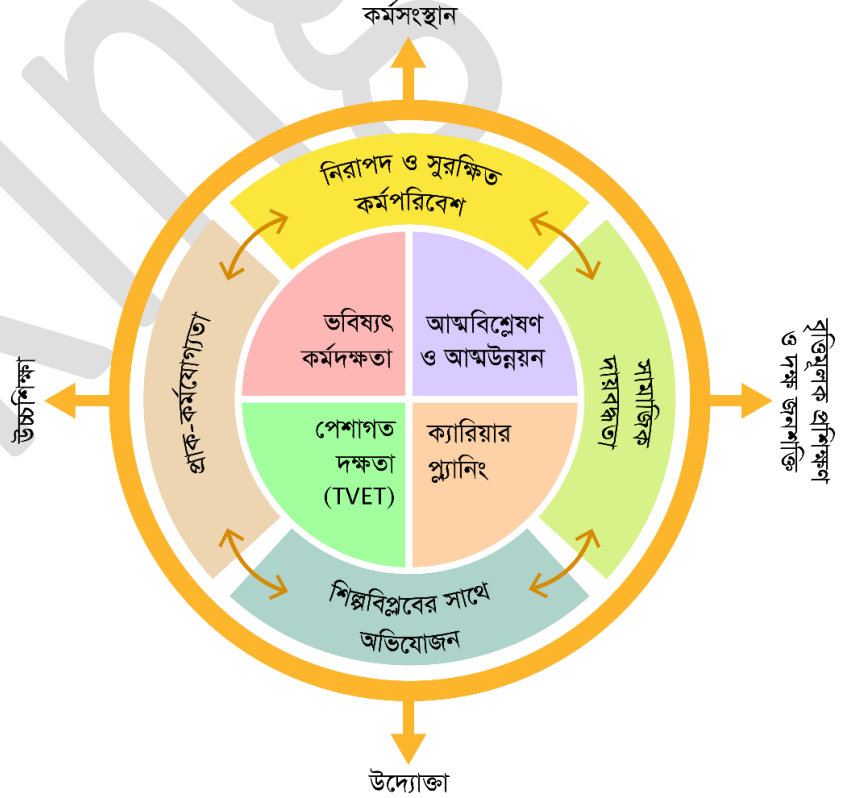 কর্মসংস্থান
নিরাপদ ও সুরক্ষিত
কর্মপরিবেশ
প্রাক-কর্মযোগ্যতা
ভবিষ্যৎ
কর্মদক্ষতা
আত্মবিশ্লেষণ
ও আত্মউন্নয়ন
সামাজিক
দায়বদ্ধতা
উচ্চশিক্ষা
বৃত্তিমূলক প্রশিক্ষণ
ও দক্ষ জনশক্তি
পেশাগত
দক্ষতা
(TVET)
ক্যারিয়ার
প্ল্যানিং
শিল্পবিপ্লবের সাথে
অভিযোজন
উদ্যোক্তা